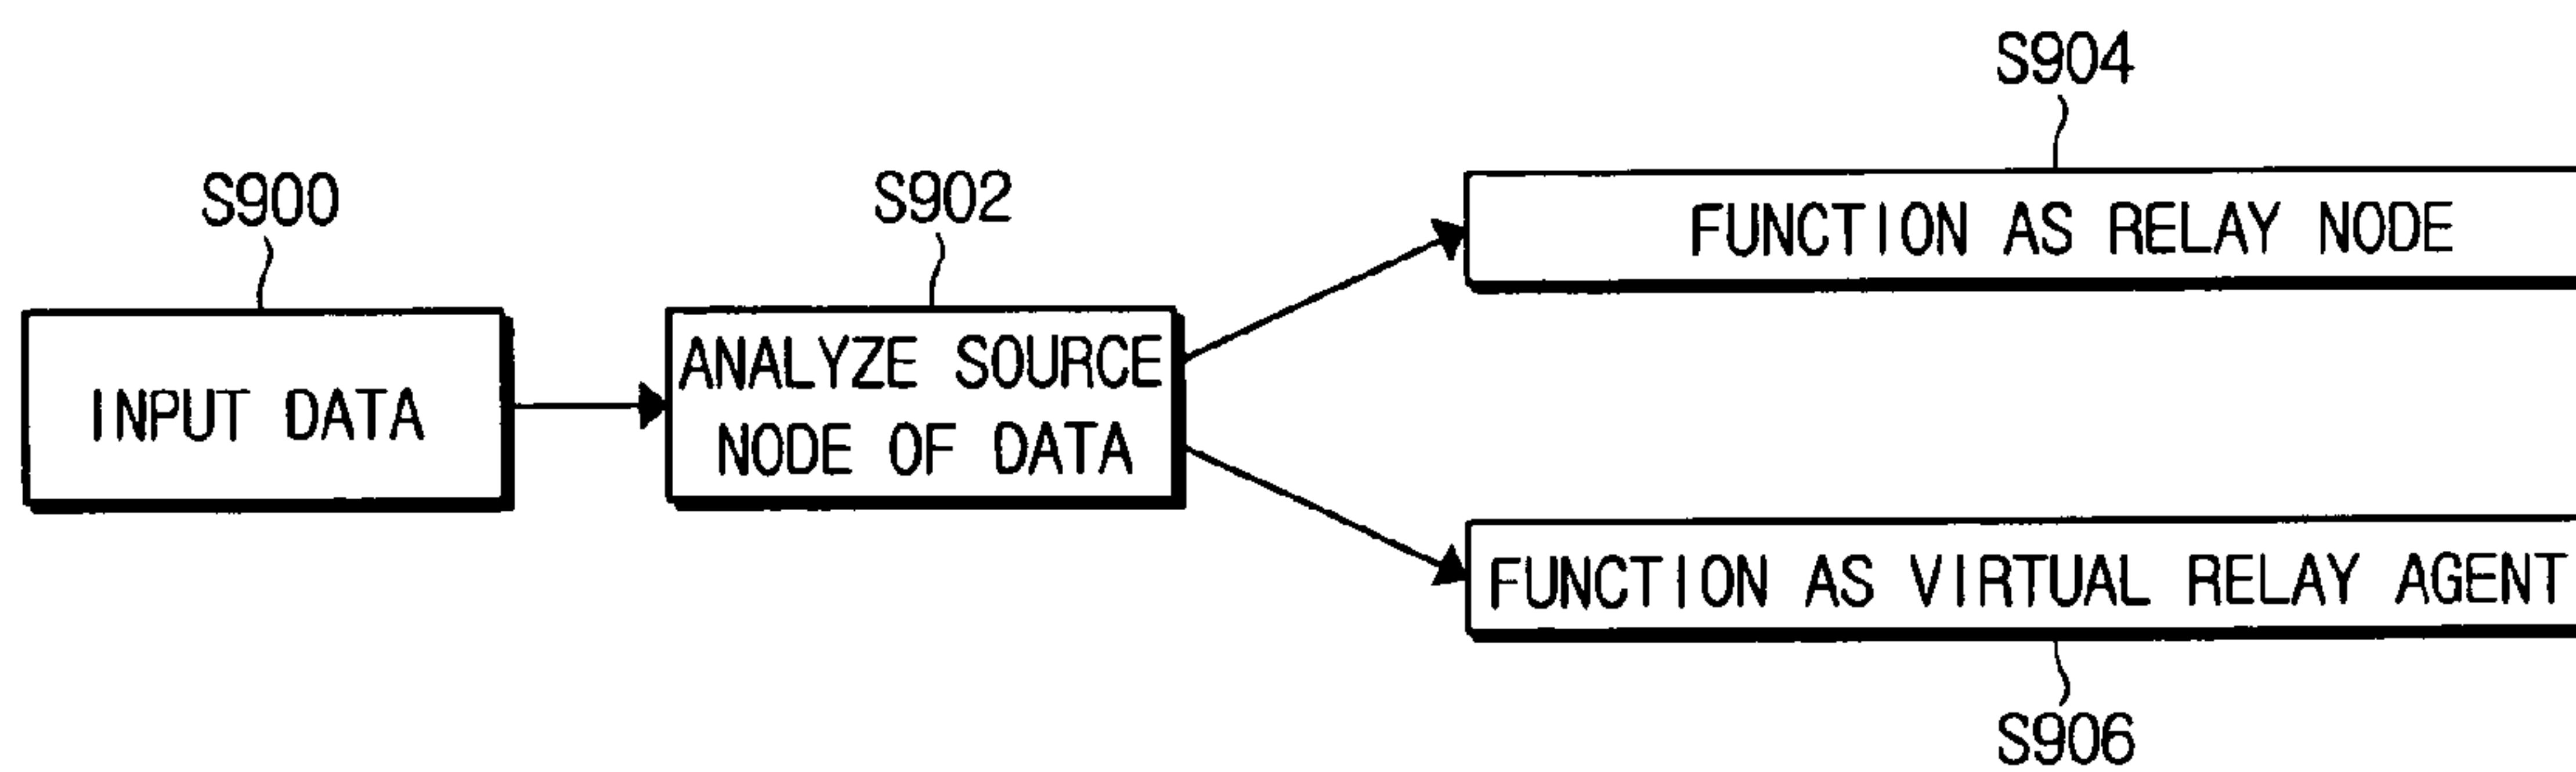 S900
INPUT DATA
S902
ANALYZE SOURCE
NODE OF DATA
S904
FUNCTION AS RELAY NODE
FUNCTION AS VIRTUAL RELAY AGENT
S906